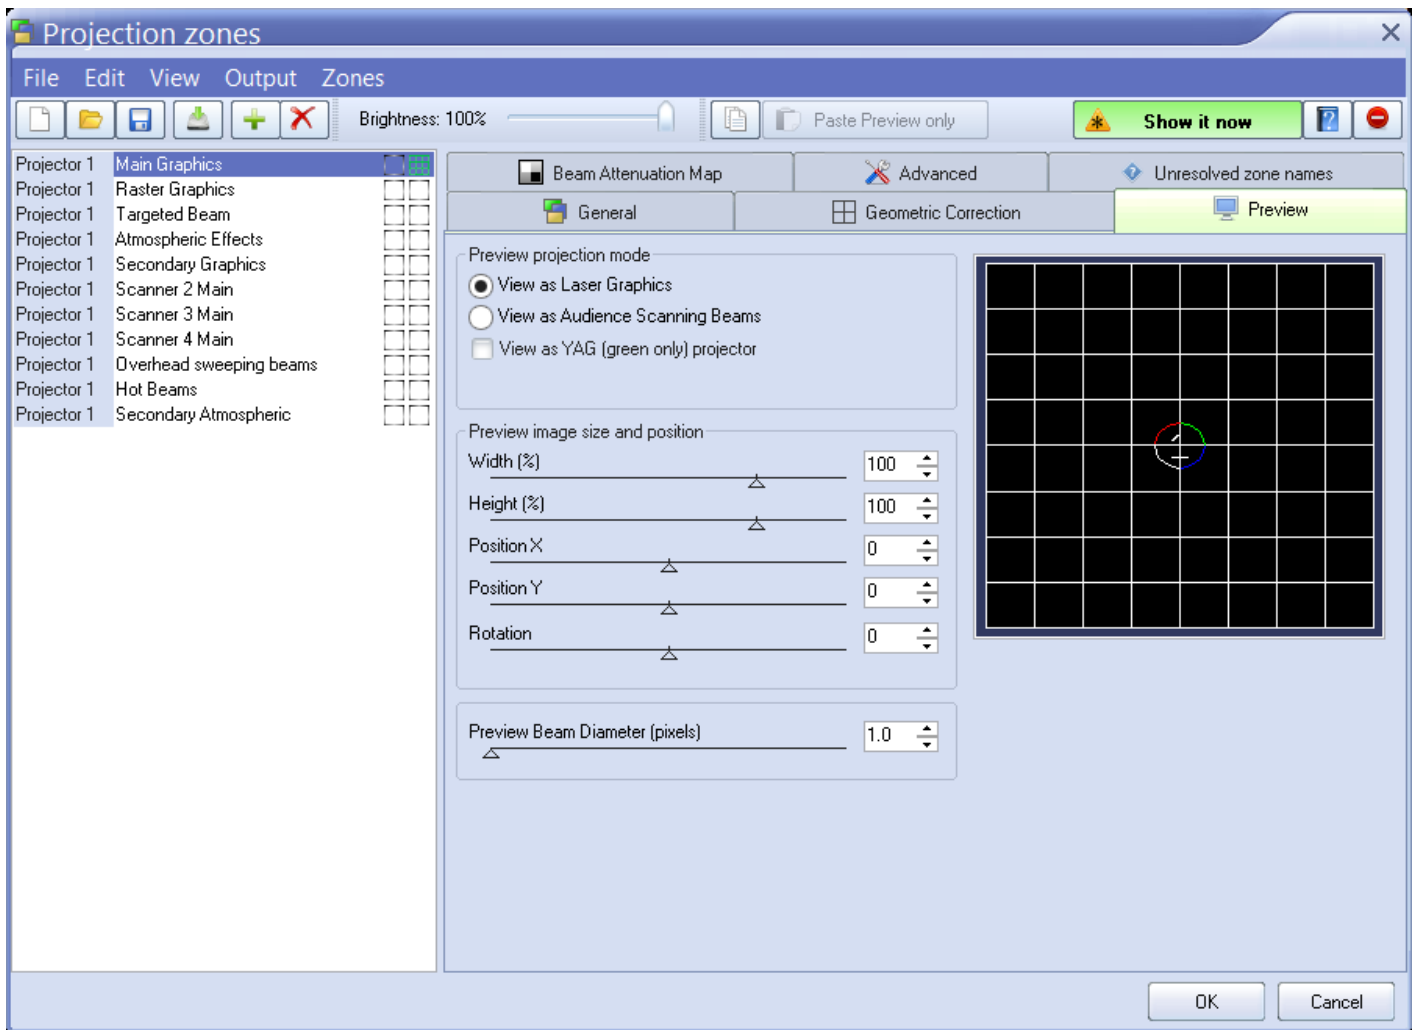 Projection zones
File Edit View Output Zones
Brightness: 100% Paste Preview only Show it now ?
Projector 1 Main Graphics
Projector 1 Raster Graphics
Projector 1 Targeted Beam
Projector 1 Atmospheric Effects
Projector 1 Secondary Graphics
Projector 1 Scanner 2 Main
Projector 1 Scanner 3 Main
Projector 1 Scanner 4 Main
Projector 1 Overhead sweeping beams
Projector 1 Hot Beams
Projector 1 Secondary Atmospheric
Beam Attenuation Map Advanced ? Unresolved zone names
General Geometric Correction Preview
Preview projection mode
View as Laser Graphics
View as Audience Scanning Beams
View as YAG (green only) projector
Preview image size and position
Width (%) 100
Height (%) 100
Position X 0
Position Y 0
Rotation 0
Preview Beam Diameter (pixels) 1.0
1
OK Cancel